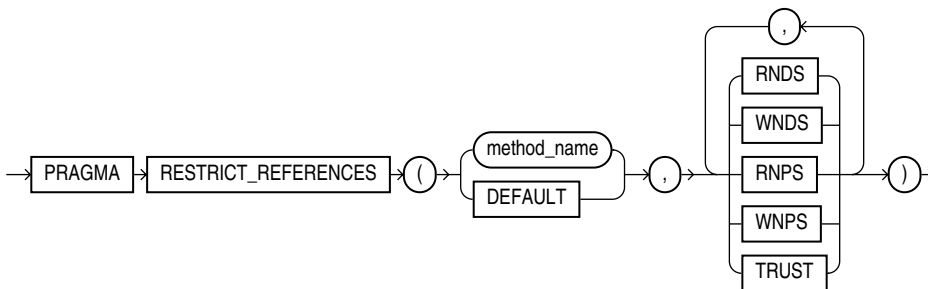 ,
RNDS
WNDS
method_name
PRAGMA RESTRICT_REFERENCES ( DEFAULT , RNPS )
WNPS
TRUST